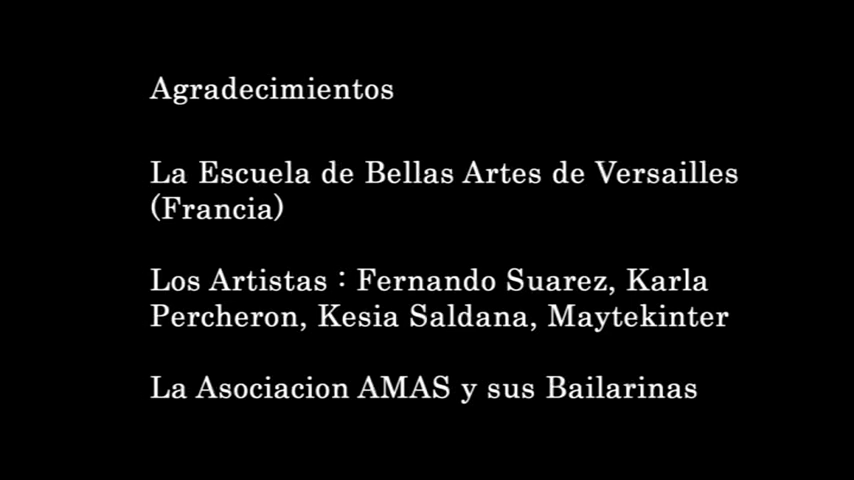 Agradecimientos
La Escuela de Bellas Artes de Versailles
(Francia)
Los Artistas : Fernando Suarez, Karla
Percheron, Kesia Saldana, Maytekinter
La Asociacion AMAS y sus Bailarinas